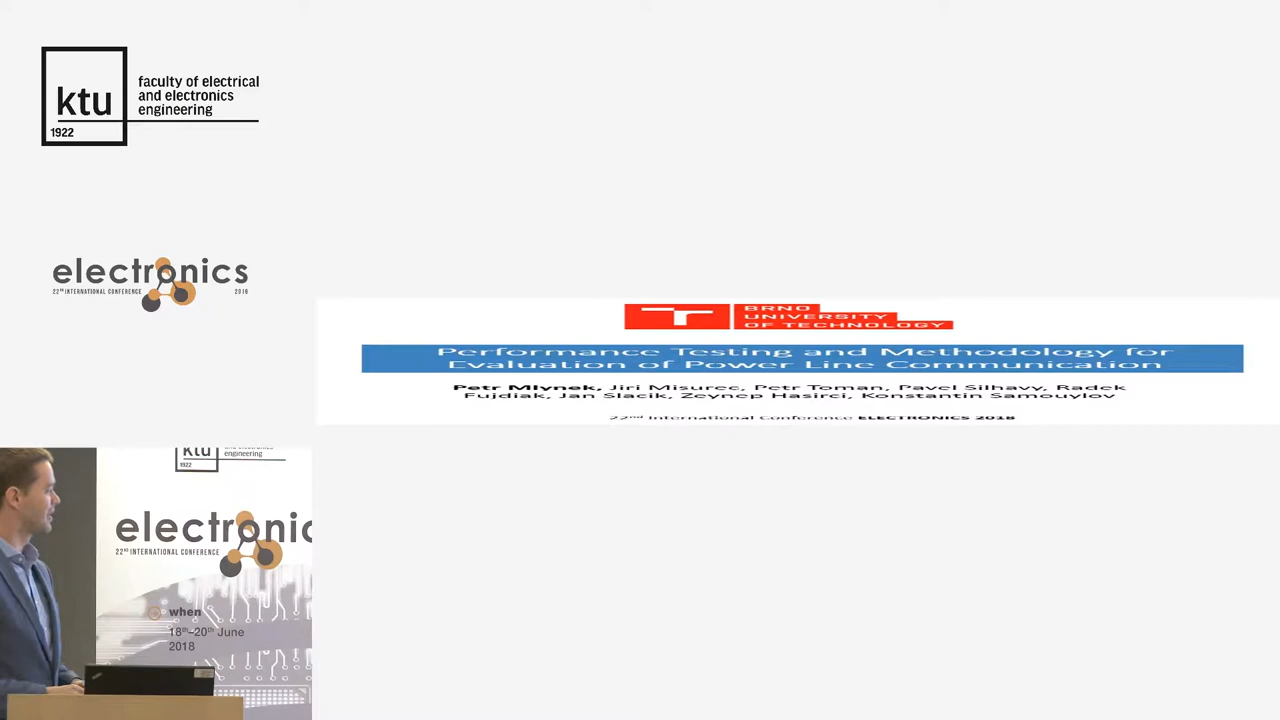 ktu
1922
faculty of electrical
and electronics
engineering
electronics
22ND INTERNATIONAL CONFERENCE 2018
BRNO
UNIVERSITY
OF TECHNOLOGY
Performance Testing and Methodology for
Evaluation of Power Line Communication
Petr Mlynek, Jiri Misurec, Petr Toman, Pavel Silhavy, Radek
Fujdiak, Jan Slacik, Zeynep Hasirci, Konstantin Samouylov
22nd International Conference ELECTRONICS 2018
ktu
1922
engineering
electronic
22ND INTERNATIONAL CONFERENCE
when
18th–20th June
2018